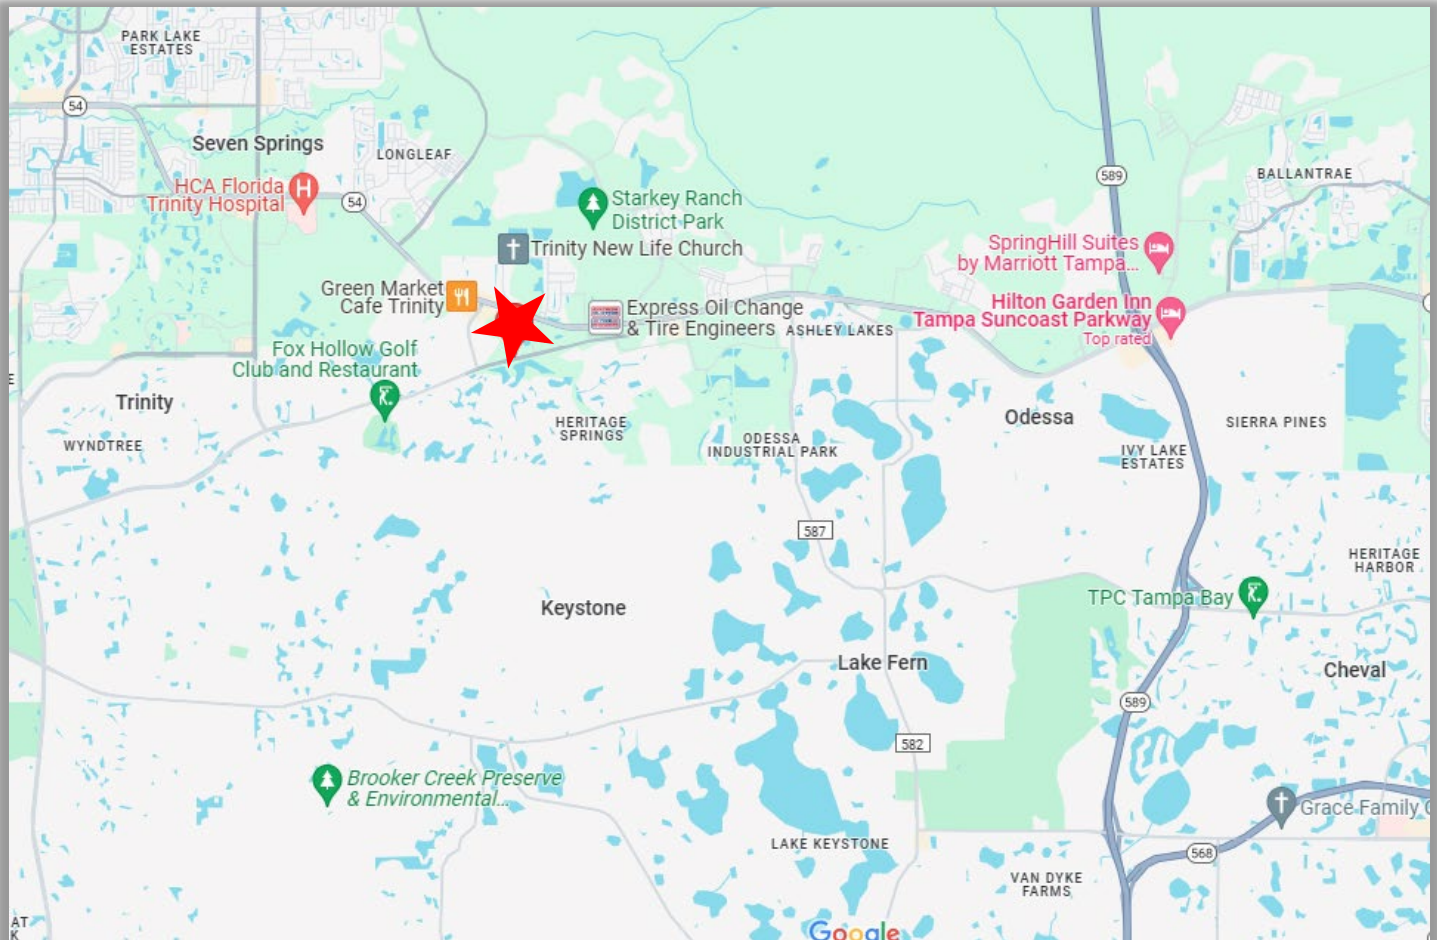 PARK LAKE
ESTATES
54
Seven Springs
LONGLEAF
HCA Florida
Trinity Hospital
H
54
Starkey Ranch
District Park
Trinity New Life Church
589
BALLANTRAE
SpringHill Suites
by Marriott Tampa...
Green Market
Cafe Trinity
Express Oil Change
& Tire Engineers
ASHLEY LAKES
Hilton Garden Inn
Tampa Suncoast Parkway
Top rated
Fox Hollow Golf
Club and Restaurant
E
Trinity
WYNDTREE
HERITAGE
SPRINGS
ODESSA
INDUSTRIAL PARK
Odessa
IVY LAKE
ESTATES
SIERRA PINES
587
HERITAGE
HARBOR
TPC Tampa Bay
Keystone
Lake Fern
Cheval
589
582
Brooker Creek Preserve
& Environmental...
Grace Family
LAKE KEYSTONE
568
VAN DYKE
FARMS
AT
K
Google